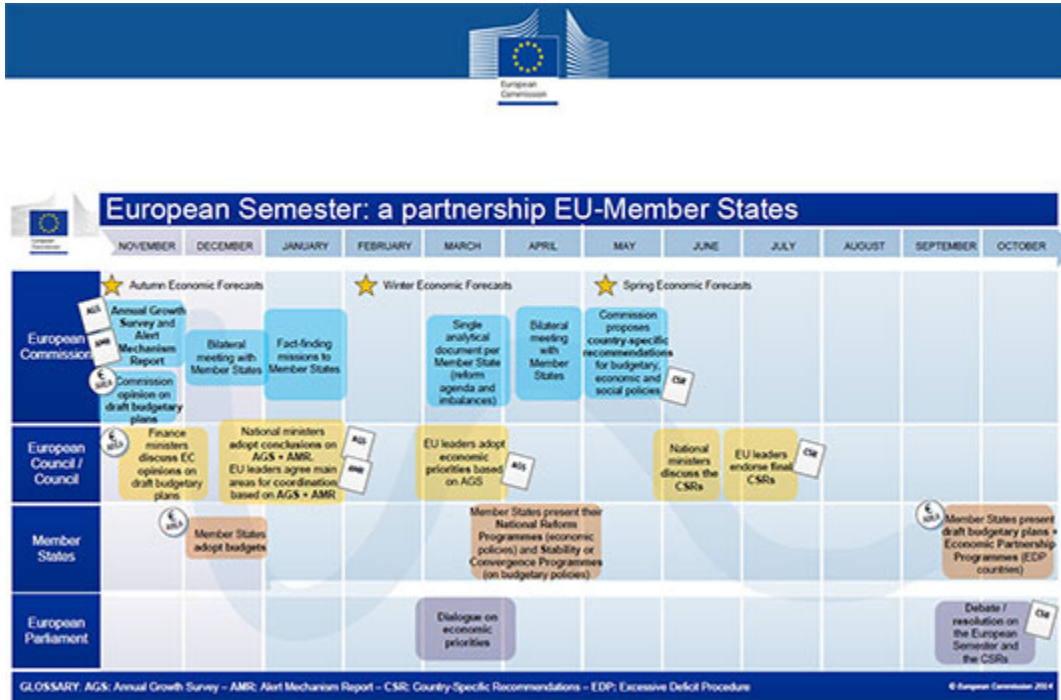 European
Commission
European Semester: a partnership EU-Member States
European
Commission
NOVEMBER
DECEMBER
JANUARY
FEBRUARY
MARCH
APRIL
MAY
JUNE
JULY
AUGUST
SEPTEMBER
OCTOBER
European
Commission
Autumn Economic Forecasts
Winter Economic Forecasts
Spring Economic Forecasts
AGS
AMR
Annual Growth
Survey and
Alert
Mechanism
Report
€
Commission
opinion on
draft budgetary
plans
Bilateral
meeting with
Member States
Fact-finding
missions to
Member States
Single
analytical
document per
Member State
(reform
agenda and
imbalances)
Bilateral
meeting
with
Member
States
Commission
proposes
country-specific
recommendations
for budgetary,
economic and
social policies
CSR
European
Council /
Council
€
Finance
ministers
discuss EC
opinions on
draft budgetary
plans
National ministers
adopt conclusions on
AGS + AMR.
EU leaders agree main
areas for coordination
based on AGS + AMR
AGS
AMR
EU leaders adopt
economic
priorities based
on AGS
AGS
National
ministers
discuss the
CSRs
EU leaders
endorse final
CSRs
CSR
Member
States
€
Member States
adopt budgets
Member States present their
National Reform
Programmes (economic
policies) and Stability or
Convergence Programmes
(on budgetary policies)
€
Member States present
draft budgetary plans +
Economic Partnership
Programmes (EDP
countries)
European
Parliament
Dialogue on
economic
priorities
Debate /
resolution on
the European
Semester and
the CSRs
CSR
GLOSSARY: AGS: Annual Growth Survey – AMR: Alert Mechanism Report – CSR: Country-Specific Recommendations – EDP: Excessive Deficit Procedure
© European Commission 2014